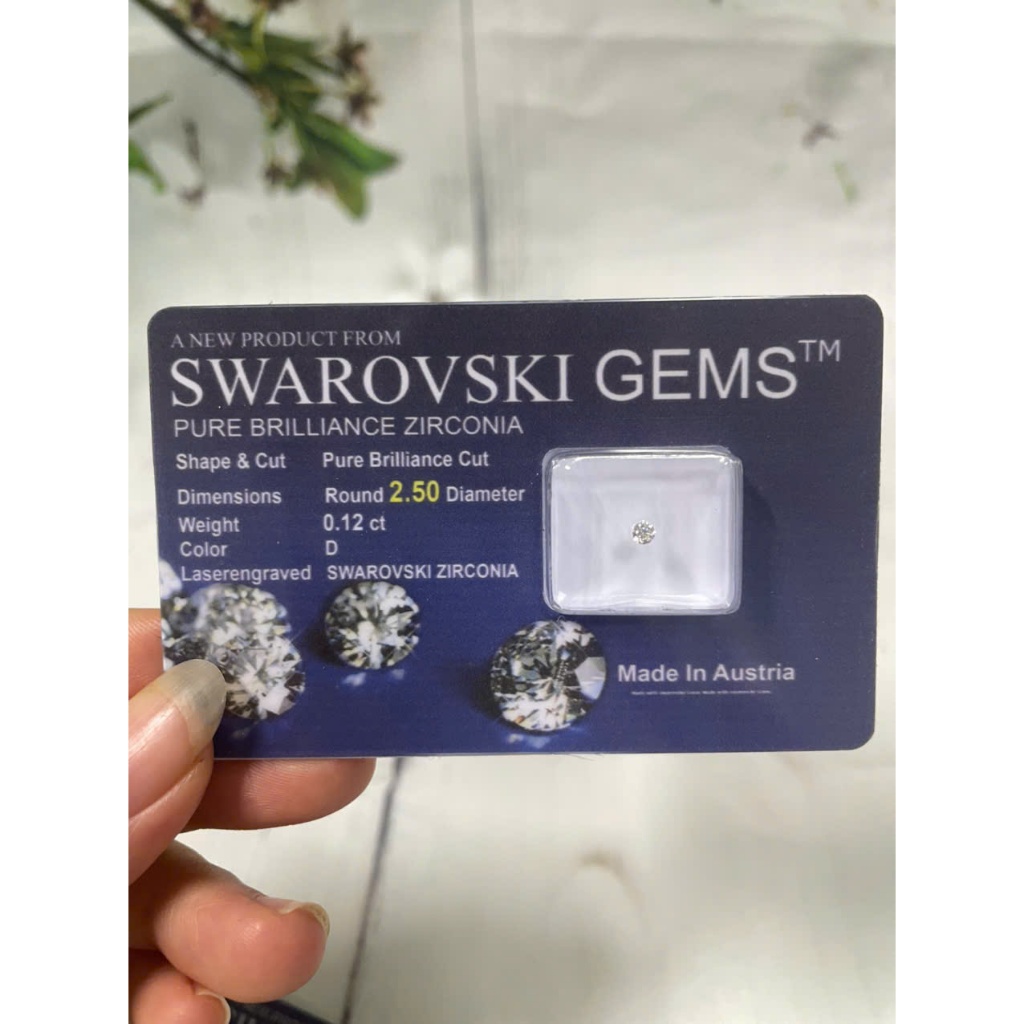 A NEW PRODUCT FROM
SWAROVSKI GEMS™
PURE BRILLIANCE ZIRCONIA
Shape & Cut Pure Brilliance Cut
Dimensions Round 2.50 Diameter
Weight 0.12 ct
Color D
Laserengraved SWAROVSKI ZIRCONIA
Made In Austria